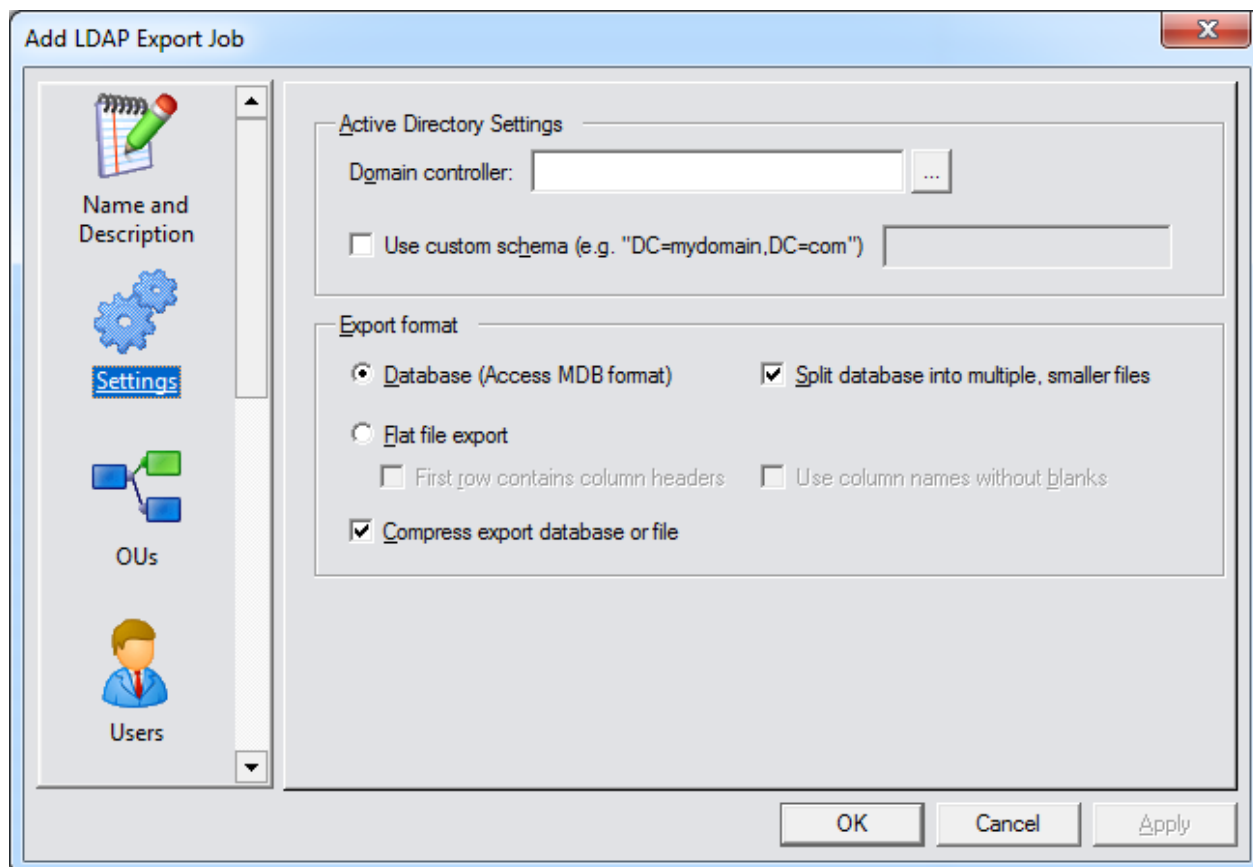 Add LDAP Export Job
Name and
Description
Settings
OUs
Users
Active Directory Settings
Domain controller:
...
Use custom schema (e.g. "DC=mydomain,DC=com")
Export format
Database (Access MDB format)
Split database into multiple, smaller files
Flat file export
First row contains column headers
Use column names without blanks
Compress export database or file
OK
Cancel
Apply